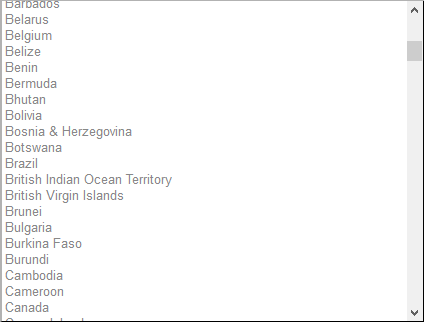 Barbados
Belarus
Belgium
Belize
Benin
Bermuda
Bhutan
Bolivia
Bosnia & Herzegovina
Botswana
Brazil
British Indian Ocean Territory
British Virgin Islands
Brunei
Bulgaria
Burkina Faso
Burundi
Cambodia
Cameroon
Canada